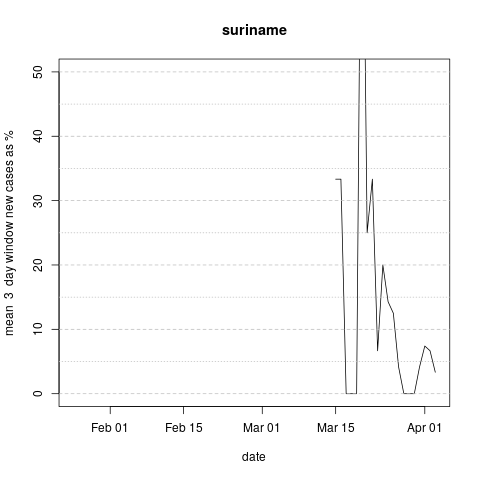 suriname
mean  3  day window new cases as %
50
40
30
20
10
0
Feb 01
Feb 15
Mar 01
Mar 15
Apr 01
date